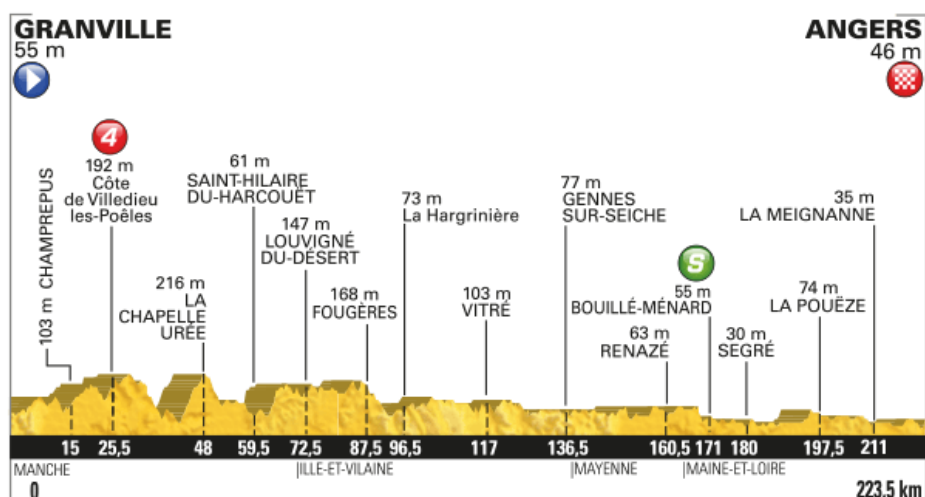 GRANVILLE
55 m
ANGERS
46 m
103 m CHAMPREPUS
4
192 m
Côte
de Villedieu
les-Poêles
216 m
LA
CHAPELLE
URÉE
61 m
SAINT-HILAIRE
DU-HARCOUËT
147 m
LOUVIGNÉ
DU-DÉSERT
168 m
FOUGÈRES
73 m
La Hargrinière
103 m
VITRÉ
77 m
GENNES
SUR-SEICHE
63 m
RENAZÉ
S
55 m
BOUILLÉ-MÉNARD
30 m
SEGRÉ
74 m
LA POUËZE
35 m
LA MEIGNANNE
15 25,5 48 59,5 72,5 87,5 96,5 117 136,5 160,5 171 180 197,5 211
MANCHE ILLE-ET-VILAINE MAYENNE MAINE-ET-LOIRE
0 223,5 km